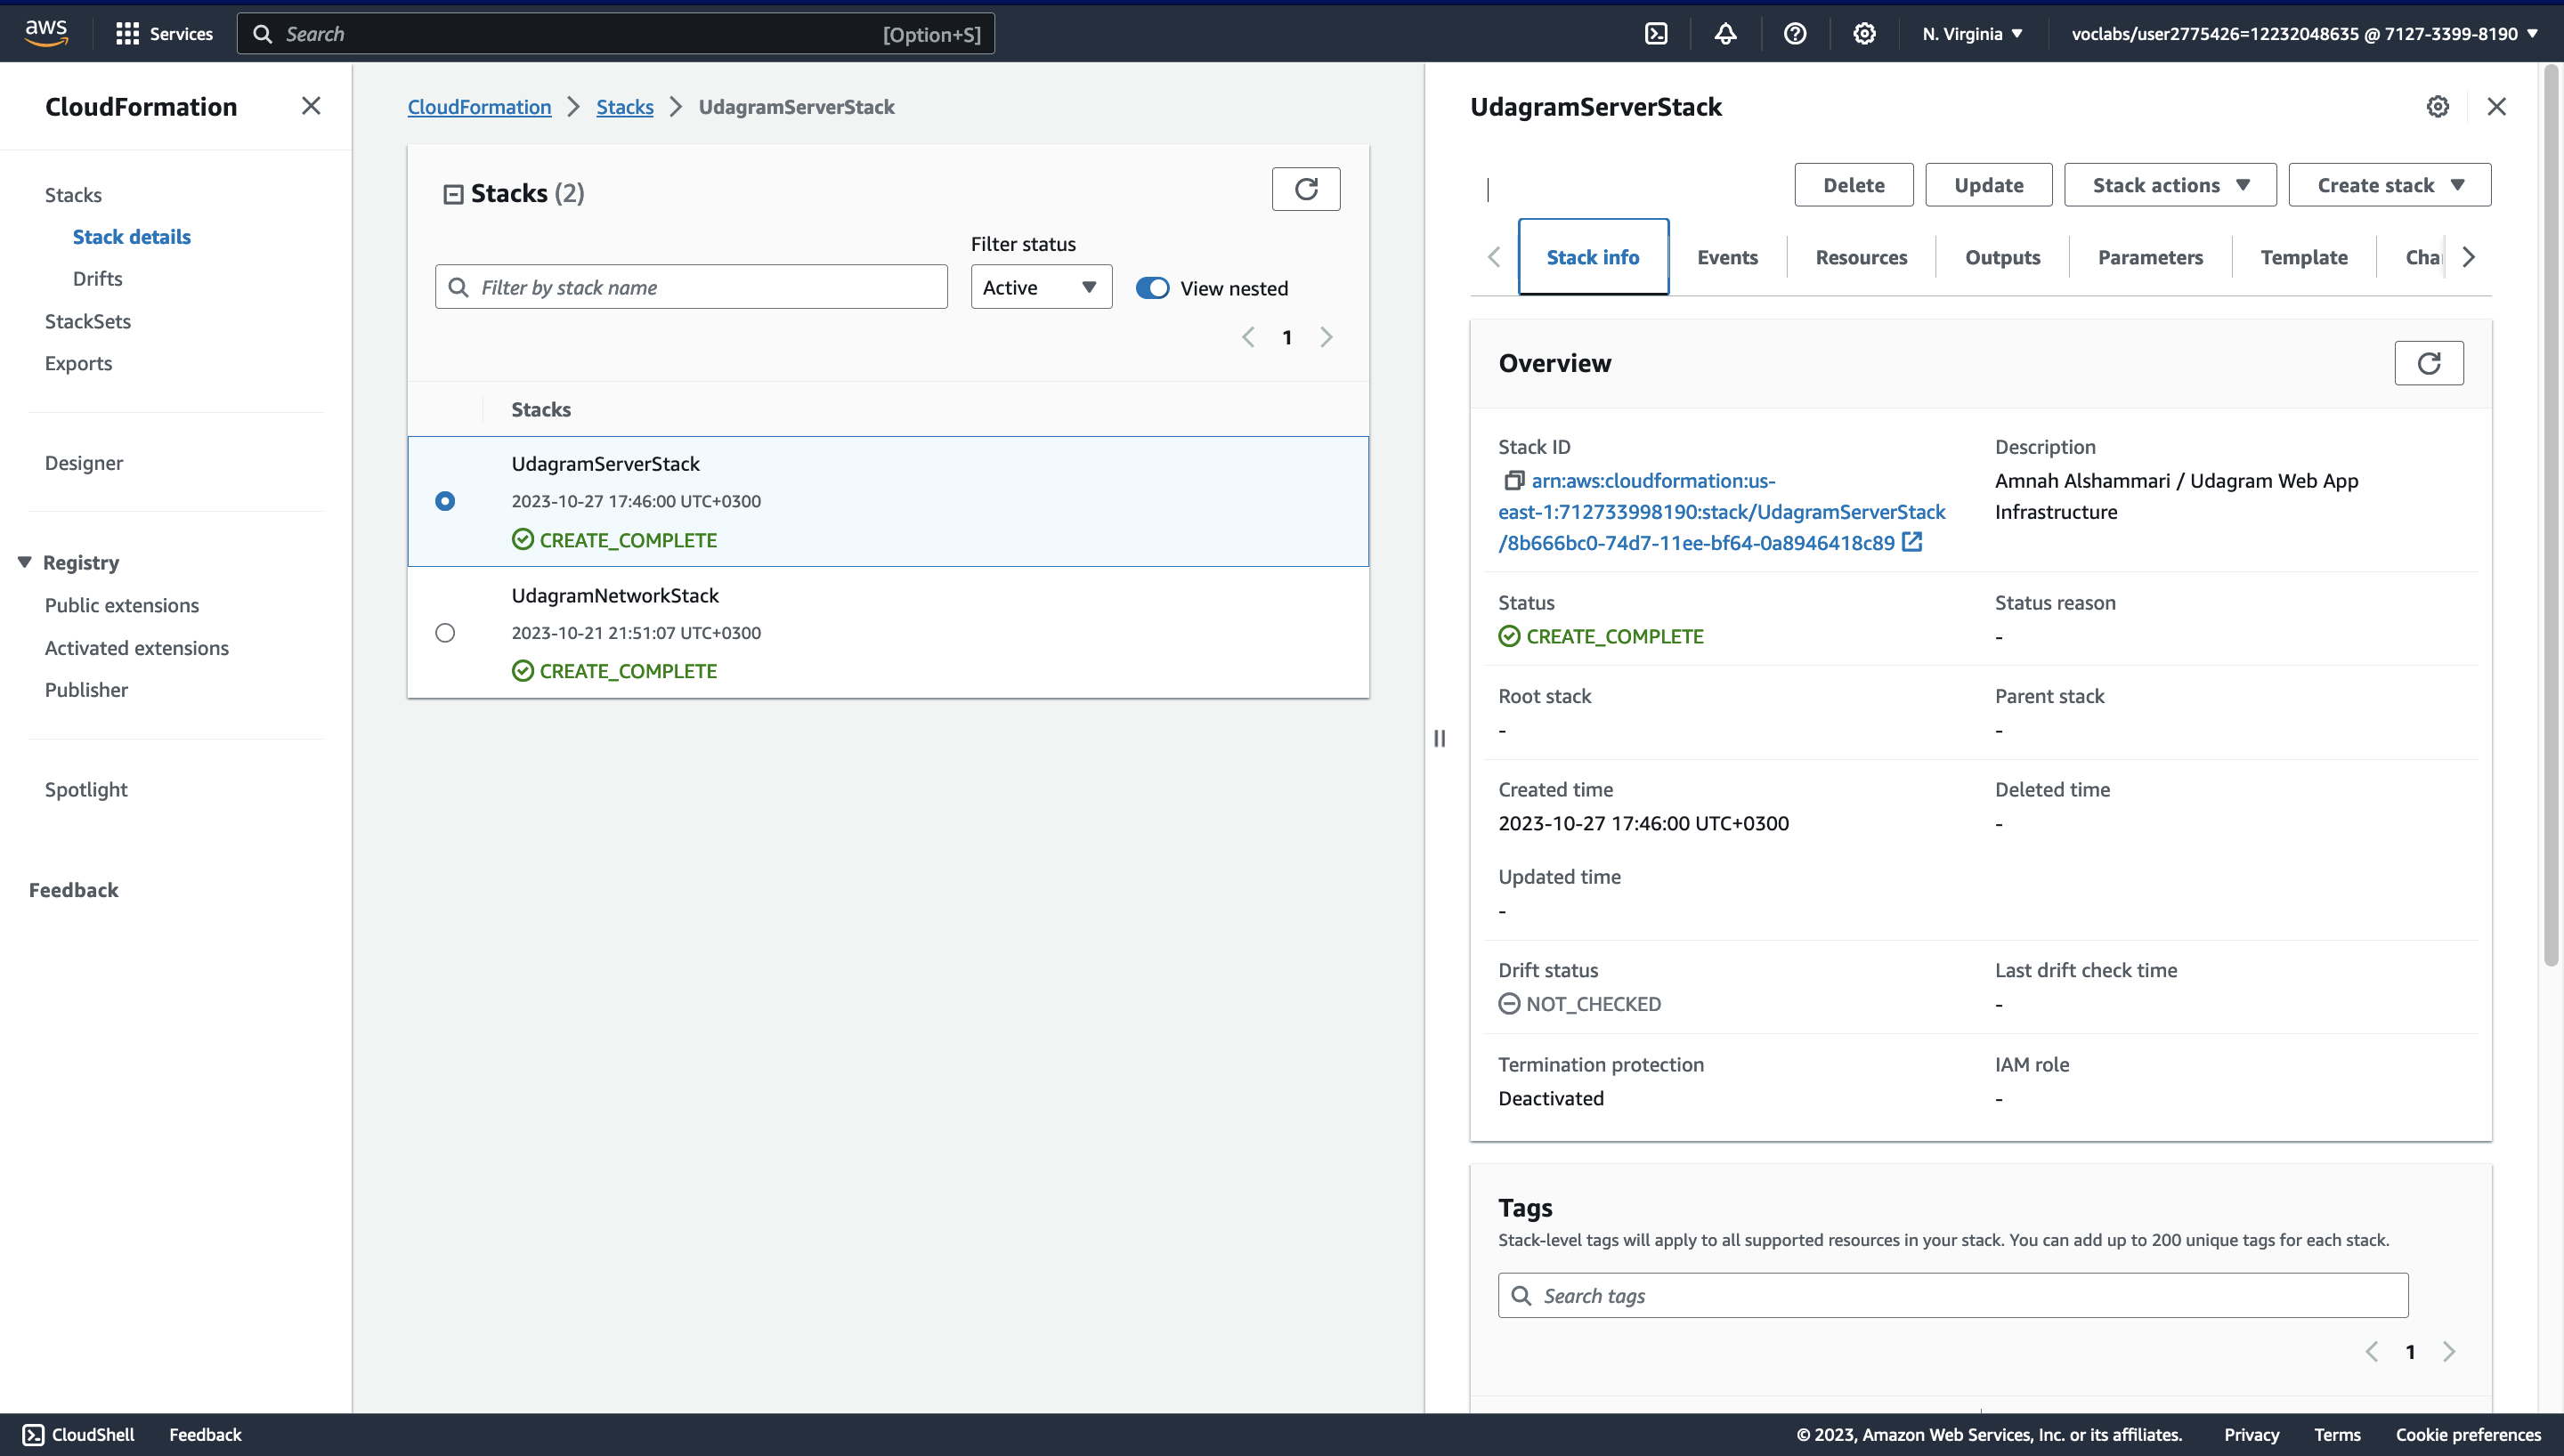 aws
Services
Search
[Option+S]
N. Virginia
voclabs/user2775426=12232048635 @ 7127-3399-8190
CloudFormation
Stacks
Stack details
Drifts
StackSets
Exports
Designer
Registry
Public extensions
Activated extensions
Publisher
Spotlight
Feedback
CloudFormation
Stacks
UdagramServerStack
Stacks (2)
Filter status
Filter by stack name
Active
View nested
1
Stacks
UdagramServerStack
2023-10-27 17:46:00 UTC+0300
CREATE_COMPLETE
UdagramNetworkStack
2023-10-21 21:51:07 UTC+0300
CREATE_COMPLETE
UdagramServerStack
Delete
Update
Stack actions
Create stack
Stack info
Events
Resources
Outputs
Parameters
Template
Cha
Overview
Stack ID
arn:aws:cloudformation:us-
east-1:712733998190:stack/UdagramServerStack
/8b666bc0-74d7-11ee-bf64-0a8946418c89
Description
Amnah Alshammari / Udagram Web App
Infrastructure
Status
CREATE_COMPLETE
Status reason
-
Root stack
-
Parent stack
-
Created time
2023-10-27 17:46:00 UTC+0300
Deleted time
-
Updated time
-
Drift status
NOT_CHECKED
Last drift check time
-
Termination protection
Deactivated
IAM role
-
Tags
Stack-level tags will apply to all supported resources in your stack. You can add up to 200 unique tags for each stack.
Search tags
1
CloudShell
Feedback
© 2023, Amazon Web Services, Inc. or its affiliates.
Privacy
Terms
Cookie preferences